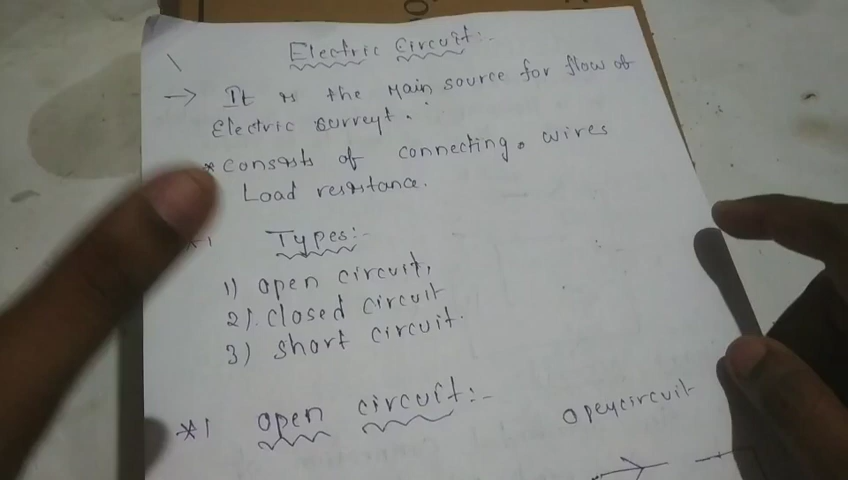 Electric Circuit:-
→ It is the Main source for flow of
Electric current.
* consists of connecting. wires
Load resistance.
*1 Types:-
1) open circuit,
2). closed circuit
3) short circuit.
*1 open circuit:-
Open circuit